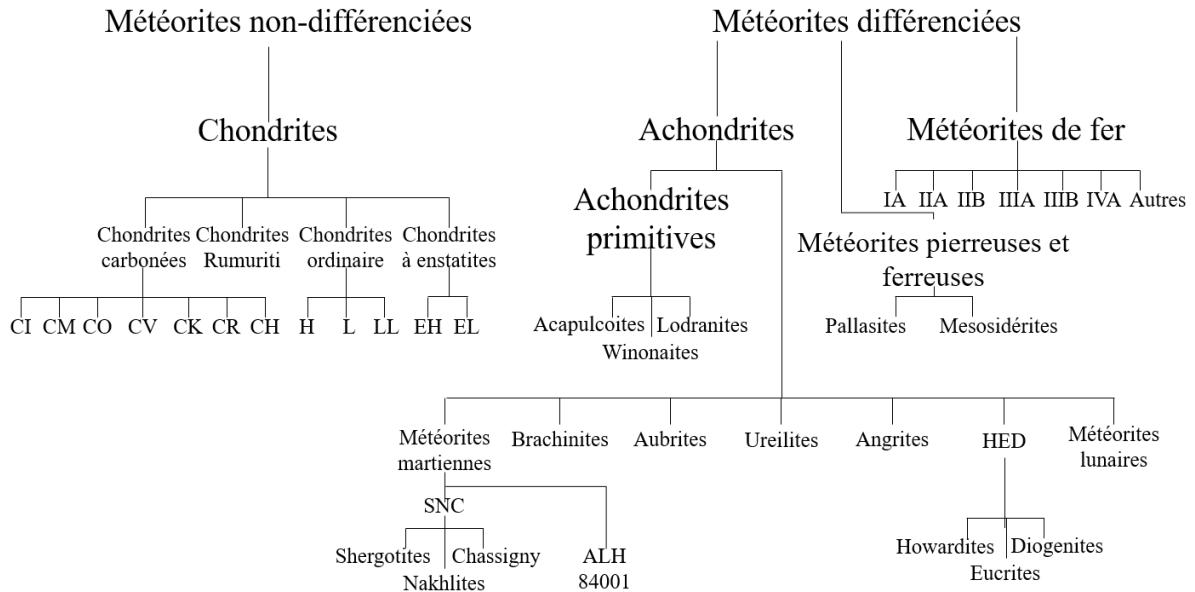 Météorites non-différenciées
Météorites différenciées
Chondrites
Achondrites
Météorites de fer
Achondrites
primitives
IA IIA IIB IIIA IIIB IVA Autres
Chondrites
carbonées
Chondrites
Rumuriti
Chondrites
ordinaire
Chondrites
à enstatites
Météorites pierreuses et
ferreuses
CI CM CO CV CK CR CH
H L LL
EH EL
Acapulcoites
Lodranites
Winonaites
Pallasites
Mesosidérites
Météorites
martiennes
Brachinites
Aubrites
Ureilites
Angrites
HED
Météorites
lunaires
SNC
Shergotites
Chassigny
Nakhlites
ALH
84001
Howardites
Diogenites
Eucrites